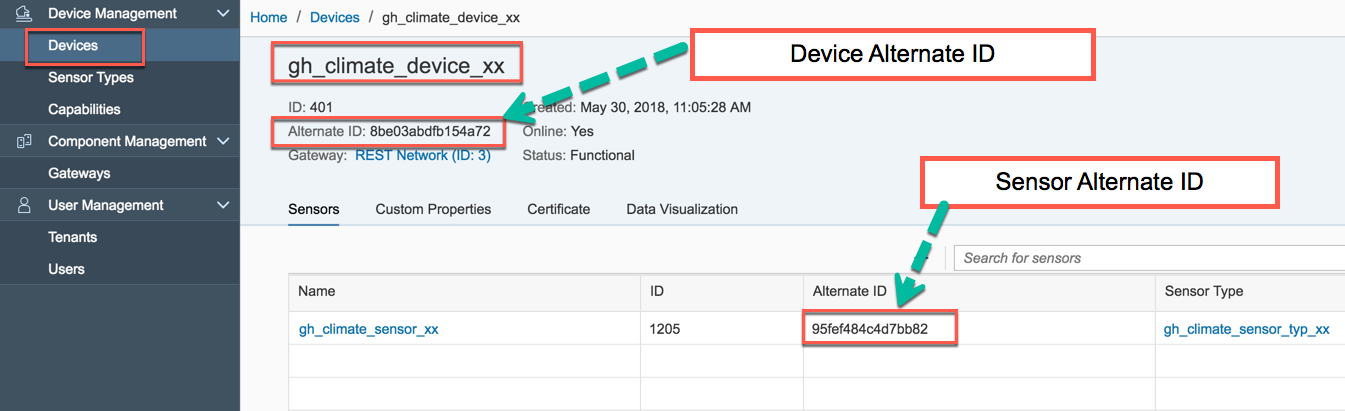 Device Management
Devices
Sensor Types
Capabilities
Component Management
Gateways
User Management
Tenants
Users
Home / Devices / gh_climate_device_xx
gh_climate_device_xx
Device Alternate ID
ID: 401
Created: May 30, 2018, 11:05:28 AM
Alternate ID: 8be03abdfb154a72
Online: Yes
Gateway: REST Network (ID: 3)
Status: Functional
Sensor Alternate ID
Sensors Custom Properties Certificate Data Visualization
Search for sensors
Name ID Alternate ID Sensor Type
gh_climate_sensor_xx 1205 95fef484c4d7bb82 gh_climate_sensor_typ_xx